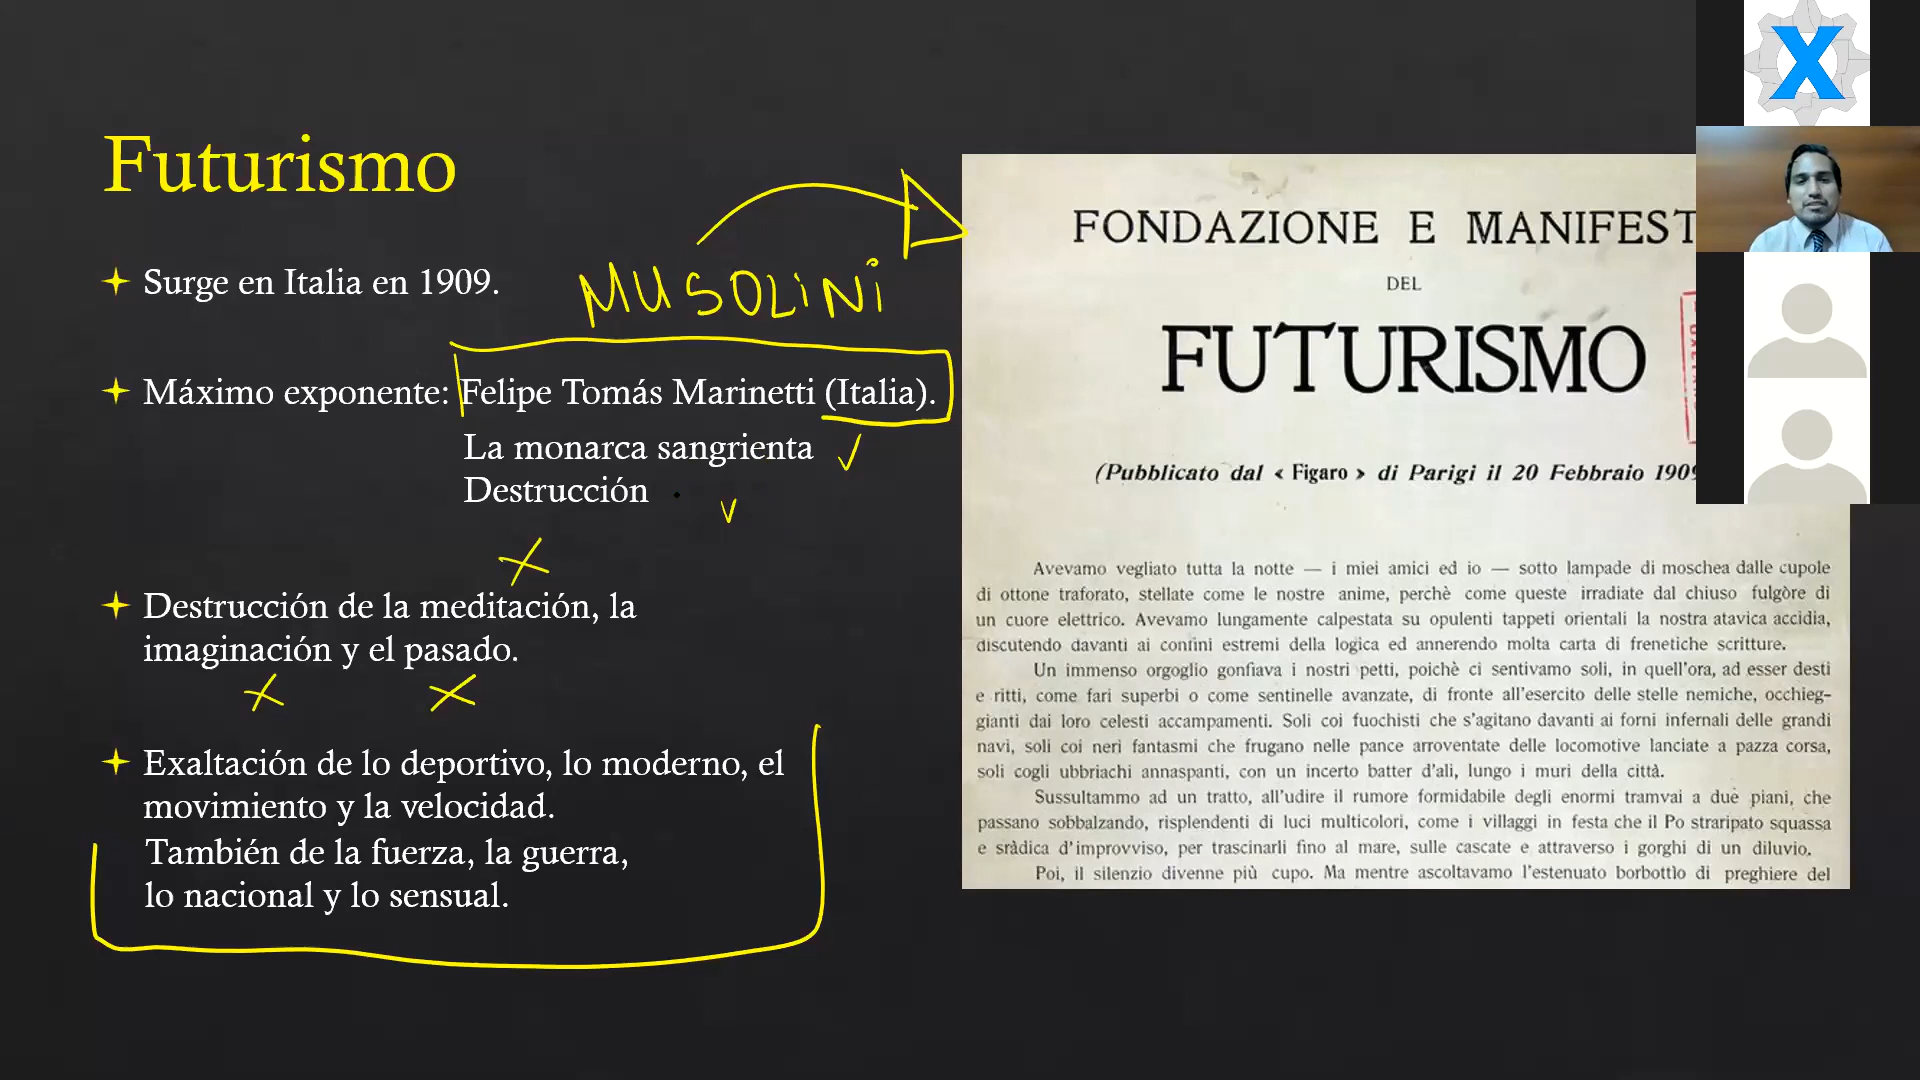 Futurismo
Surge en Italia en 1909.
MUSOLiNi
Máximo exponente: Felipe Tomás Marinetti (Italia).
La monarca sangrienta
Destrucción
Destrucción de la meditación, la
imaginación y el pasado.
Exaltación de lo deportivo, lo moderno, el
movimiento y la velocidad.
También de la fuerza, la guerra,
lo nacional y lo sensual.
X
FONDAZIONE E MANIFEST
DEL
FUTURISMO
(Pubblicato dal « Figaro » di Parigi il 20 Febbraio 1909
Avevamo vegliato tutta la notte — i miei amici ed io — sotto lampade di moschea dalle cupole
di ottone traforato, stellate come le nostre anime, perchè come queste irradiate dal chiuso fulgòre di
un cuore elettrico. Avevamo lungamente calpestata su opulenti tappeti orientali la nostra atavica accidia,
discutendo davanti ai confini estremi della logica ed annerendo molta carta di frenetiche scritture.
Un immenso orgoglio gonfiava i nostri petti, poichè ci sentivamo soli, in quell'ora, ad esser desti
e ritti, come fari superbi o come sentinelle avanzate, di fronte all'esercito delle stelle nemiche, occhieg-
gianti dai loro celesti accampamenti. Soli coi fuochisti che s'agitano davanti ai forni infernali delle grandi
navi, soli coi neri fantasmi che frugano nelle pance arroventate delle locomotive lanciate a pazza corsa,
soli cogli ubbriachi annaspanti, con un incerto batter d'ali, lungo i muri della città.
Sussultammo ad un tratto, all'udire il rumore formidabile degli enormi tramvai a due piani, che
passano sobbalzando, risplendenti di luci multicolori, come i villaggi in festa che il Po straripato squassa
e sràdica d'improvviso, per trascinarli fino al mare, sulle cascate e attraverso i gorghi di un diluvio.
Poi, il silenzio divenne più cupo. Ma mentre ascoltavamo l'estenuato borbottìo di preghiere del